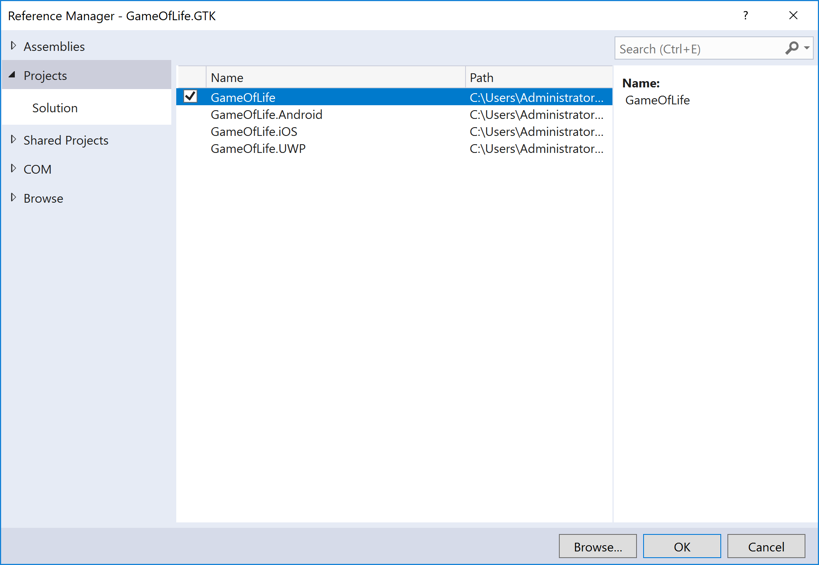 Reference Manager - GameOfLife.GTK ?
Assemblies
Projects
Solution
Shared Projects
COM
Browse
Search (Ctrl+E)
Name Path
GameOfLife C:\Users\Administrator...
GameOfLife.Android C:\Users\Administrator...
GameOfLife.iOS C:\Users\Administrator...
GameOfLife.UWP C:\Users\Administrator...
Name:
GameOfLife
Browse... OK Cancel